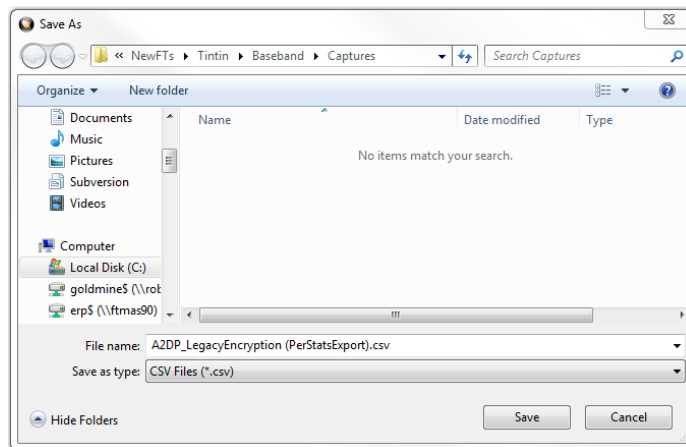 Save As
« NewFTs Tintin Baseband Captures Search Captures
Organize New folder
Name Date modified Type
No items match your search.
Documents
Music
Pictures
Subversion
Videos
Computer
Local Disk (C:)
goldmine$ (\\rob
erp$ (\\ftmas90)
File name: A2DP_LegacyEncryption (PerStatsExport).csv
Save as type: CSV Files (*.csv)
Hide Folders Save Cancel